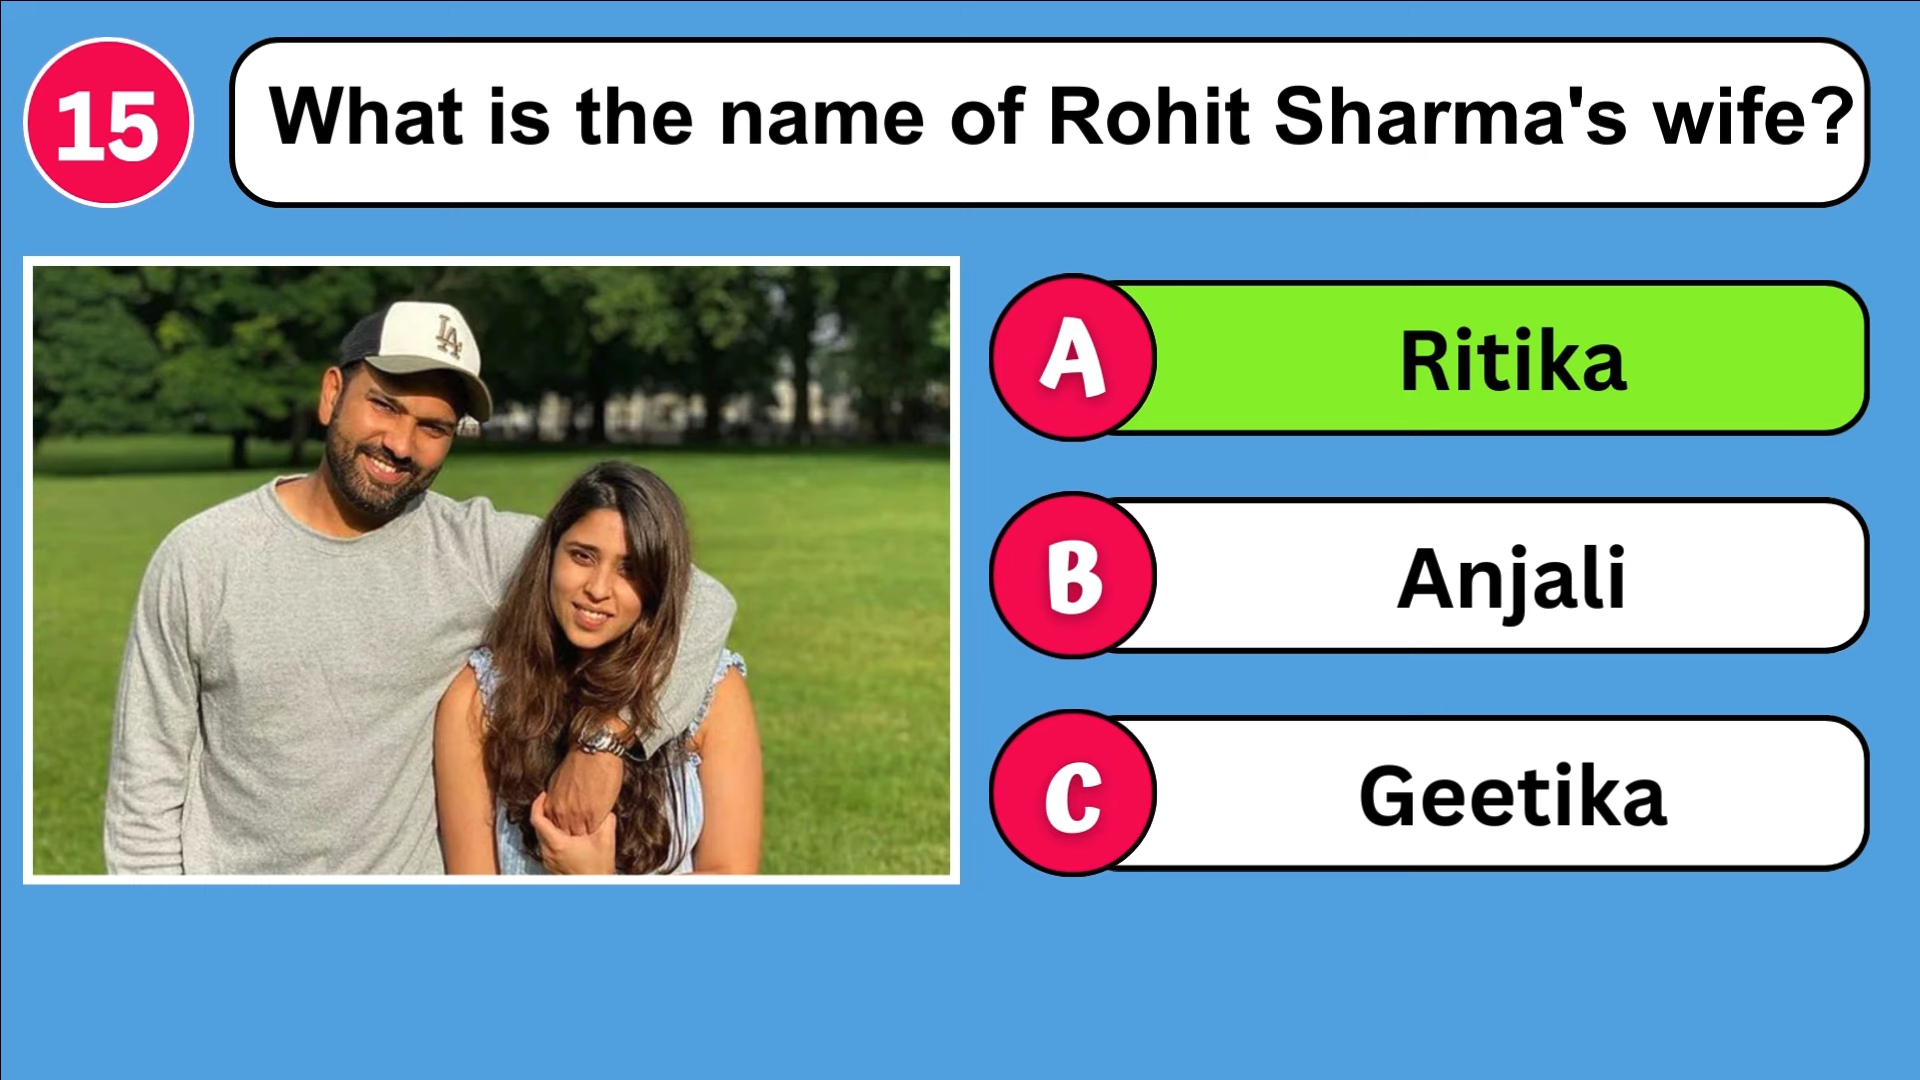 15
What is the name of Rohit Sharma's wife?
LA
A
Ritika
B
Anjali
C
Geetika